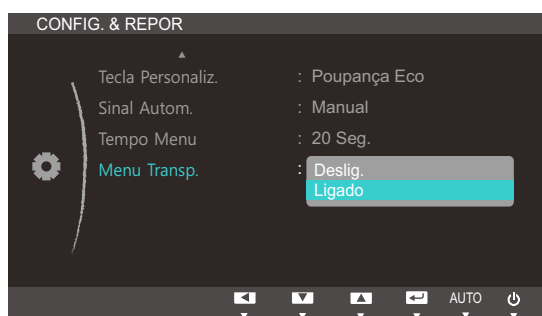 CONFIG. & REPOR
Tecla Personaliz. : Poupança Eco
Sinal Autom. : Manual
Tempo Menu : 20 Seg.
Menu Transp. : Deslig.
Ligado
AUTO